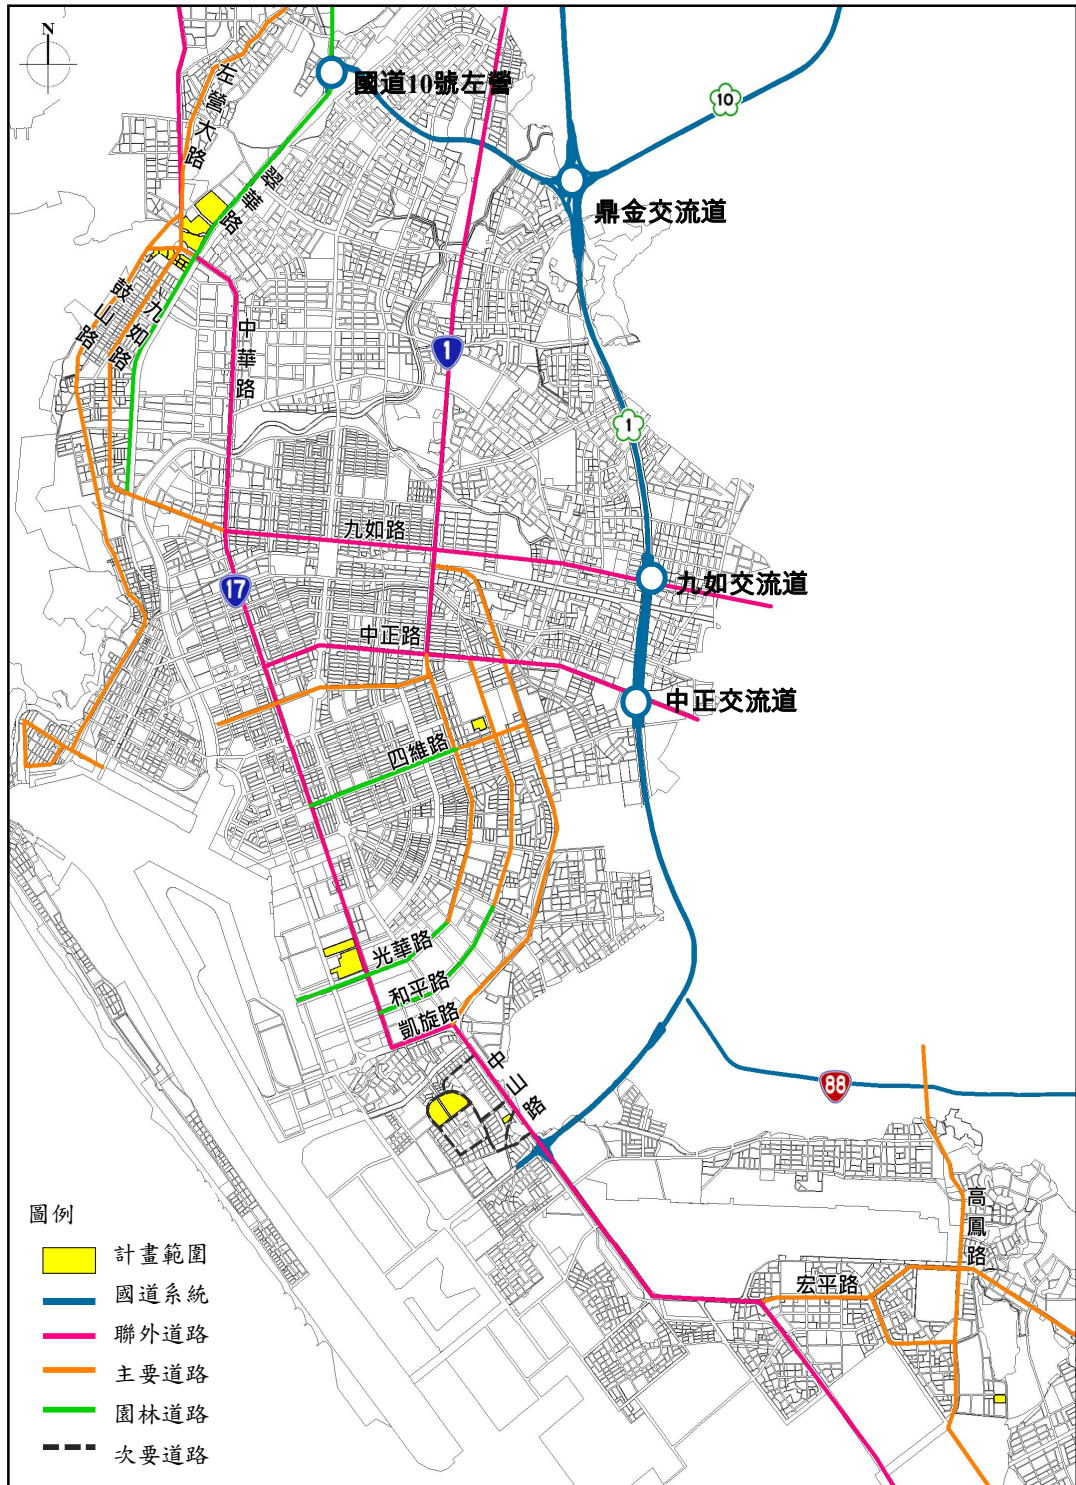 N
國道10號左營
左營大路
10
翠華路
鼎金交流道
鼓山路
九如路
中華路
1
1
九如路
17
九如交流道
中正路
中正交流道
四維路
光華路
和平路
凱旋路
中山路
88
高鳳路
宏平路
圖例
計畫範圍
國道系統
聯外道路
主要道路
園林道路
次要道路